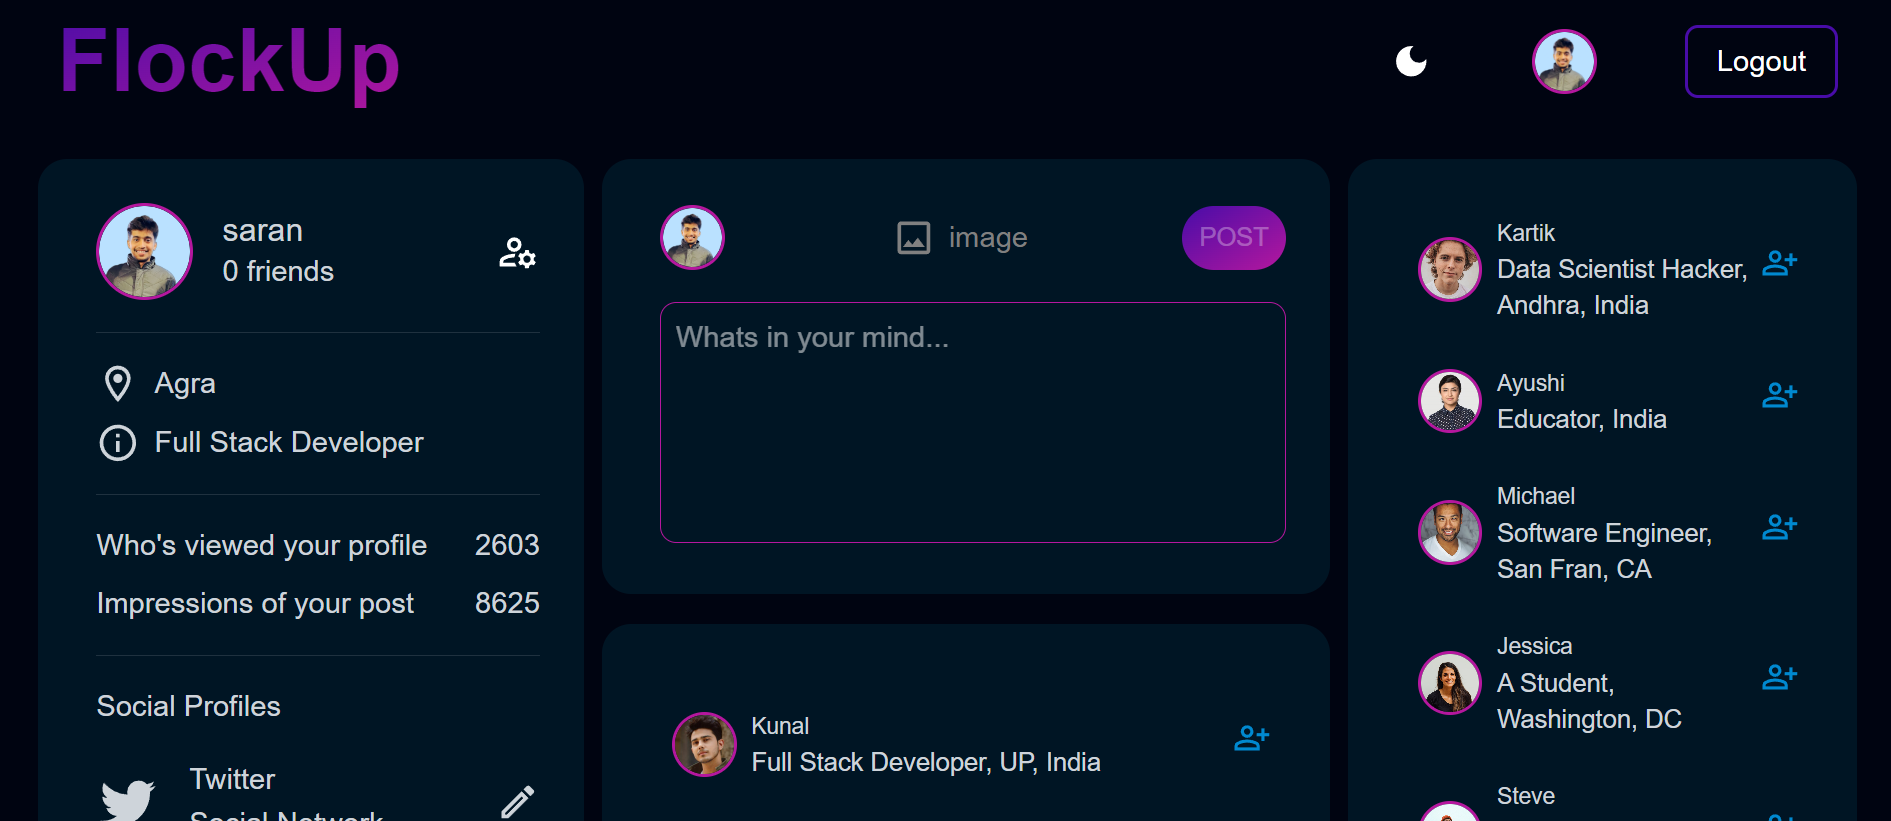 FlockUp
Logout
saran
0 friends
Agra
Full Stack Developer
Who's viewed your profile 2603
Impressions of your post 8625
Social Profiles
Twitter
Social Network
image
POST
Whats in your mind...
Kunal
Full Stack Developer, UP, India
Kartik
Data Scientist Hacker,
Andhra, India
Ayushi
Educator, India
Michael
Software Engineer,
San Fran, CA
Jessica
A Student,
Washington, DC
Steve